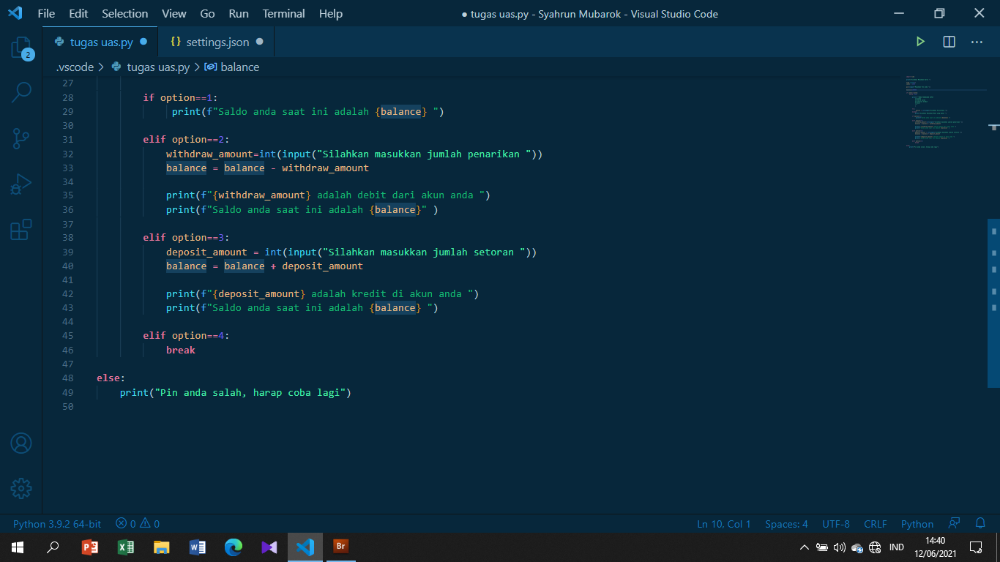 File Edit Selection View Go Run Terminal Help ● tugas uas.py - Syahrun Mubarok - Visual Studio Code
tugas uas.py ● {} settings.json ●
2
.vscode > tugas uas.py > balance
27
28 if option==1:
29 print(f"Saldo anda saat ini adalah {balance} ")
30
31 elif option==2:
32 withdraw_amount=int(input("Silahkan masukkan jumlah penarikan "))
33 balance = balance - withdraw_amount
34
35 print(f"{withdraw_amount} adalah debit dari akun anda ")
36 print(f"Saldo anda saat ini adalah {balance}" )
37
38 elif option==3:
39 deposit_amount = int(input("Silahkan masukkan jumlah setoran "))
40 balance = balance + deposit_amount
41
42 print(f"{deposit_amount} adalah kredit di akun anda ")
43 print(f"Saldo anda saat ini adalah {balance} ")
44
45 elif option==4:
46 break
47
48 else:
49 print("Pin anda salah, harap coba lagi")
50
Python 3.9.2 64-bit 0 0 Ln 10, Col 1 Spaces: 4 UTF-8 CRLF Python
IND 14:40
12/06/2021
Br